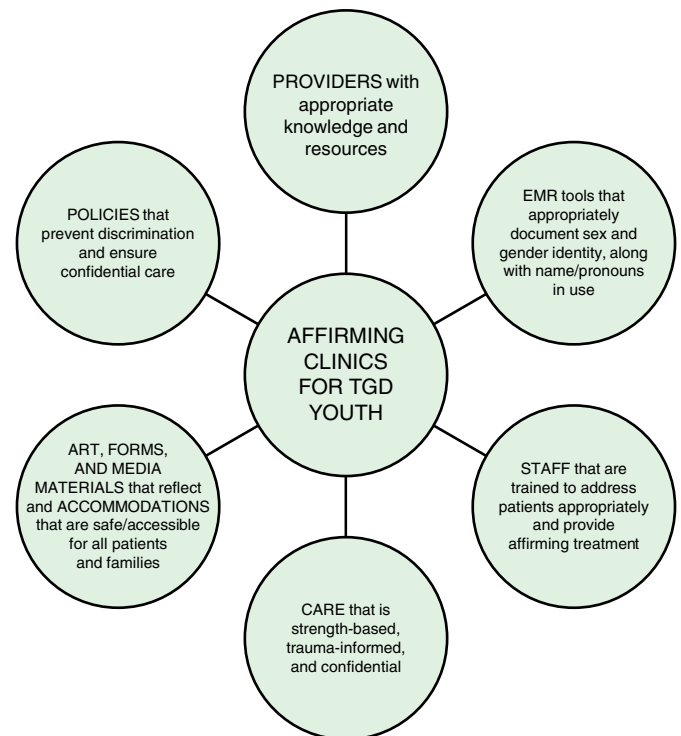 PROVIDERS with
appropriate
knowledge and
resources
EMR tools that
appropriately
document sex and
gender identity, along
with name/pronouns
in use
STAFF that are
trained to address
patients appropriately
and provide
affirming treatment
CARE that is
strength-based,
trauma-informed,
and confidential
ART, FORMS,
AND MEDIA
MATERIALS that reflect
and ACCOMMODATIONS
that are safe/accessible
for all patients
and families
POLICIES that
prevent discrimination
and ensure
confidential care
AFFIRMING
CLINICS
FOR TGD
YOUTH